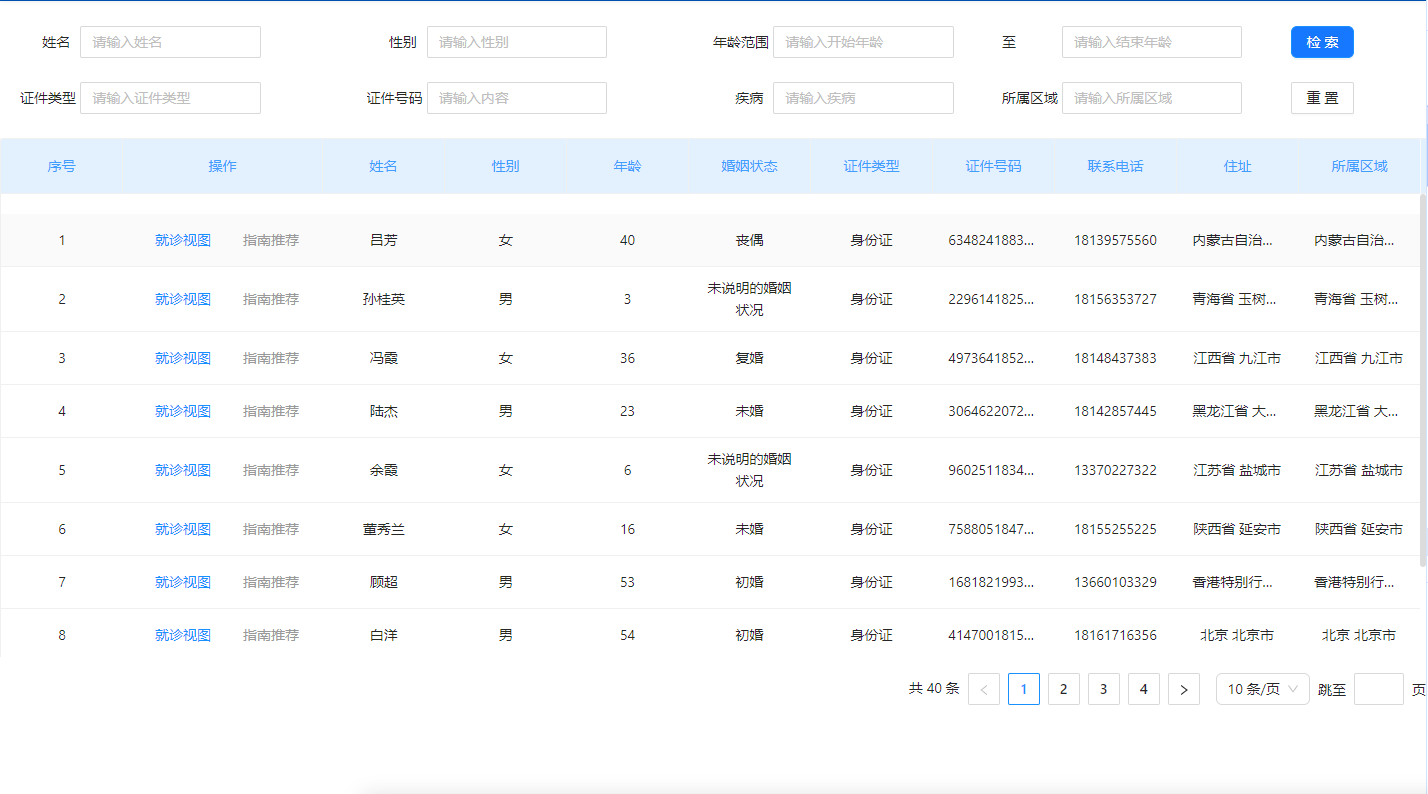 姓名 请输入姓名 性别 请输入性别 年龄范围 请输入开始年龄 至 请输入结束年龄 检 索
证件类型 请输入证件类型 证件号码 请输入内容 疾病 请输入疾病 所属区域 请输入所属区域 重 置
序号 操作 姓名 性别 年龄 婚姻状态 证件类型 证件号码 联系电话 住址 所属区域
1 就诊视图 指南推荐 吕芳 女 40 丧偶 身份证 6348241883... 18139575560 内蒙古自治... 内蒙古自治...
2 就诊视图 指南推荐 孙桂英 男 3 未说明的婚姻 身份证 2296141825... 18156353727 青海省 玉树... 青海省 玉树...
状况
3 就诊视图 指南推荐 冯霞 女 36 复婚 身份证 4973641852... 18148437383 江西省 九江市 江西省 九江市
4 就诊视图 指南推荐 陆杰 男 23 未婚 身份证 3064622072... 18142857445 黑龙江省 大... 黑龙江省 大...
5 就诊视图 指南推荐 余霞 女 6 未说明的婚姻 身份证 9602511834... 13370227322 江苏省 盐城市 江苏省 盐城市
状况
6 就诊视图 指南推荐 董秀兰 女 16 未婚 身份证 7588051847... 18155255225 陕西省 延安市 陕西省 延安市
7 就诊视图 指南推荐 顾超 男 53 初婚 身份证 1681821993... 13660103329 香港特别行... 香港特别行...
8 就诊视图 指南推荐 白洋 男 54 初婚 身份证 4147001815... 18161716356 北京 北京市 北京 北京市
共 40 条 < 1 2 3 4 > 10 条/页 跳至 页